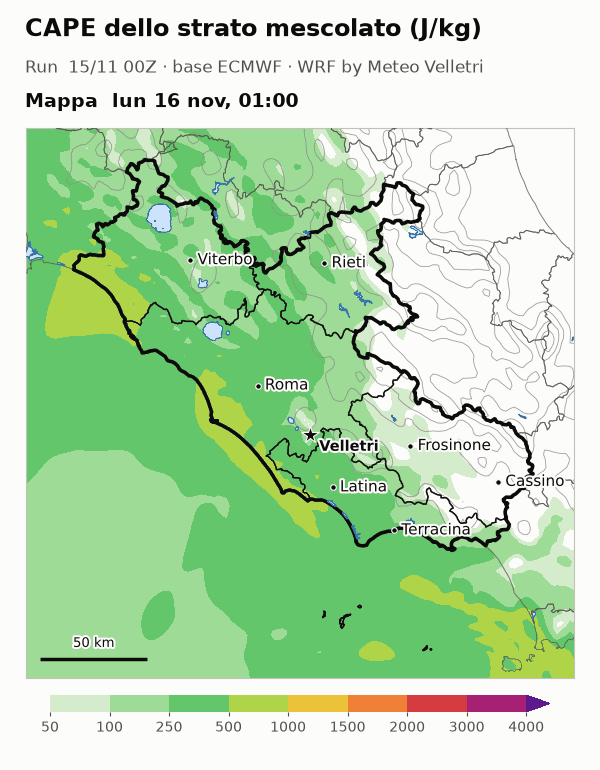 CAPE dello strato mescolato (J/kg)
Run  15/11 00Z · base ECMWF · WRF by Meteo Velletri
Mappa  lun 16 nov, 01:00
Viterbo
Rieti
Roma
Velletri
Frosinone
Cassino
Latina
Terracina
50 km
50 100 250 500 1000 1500 2000 3000 4000